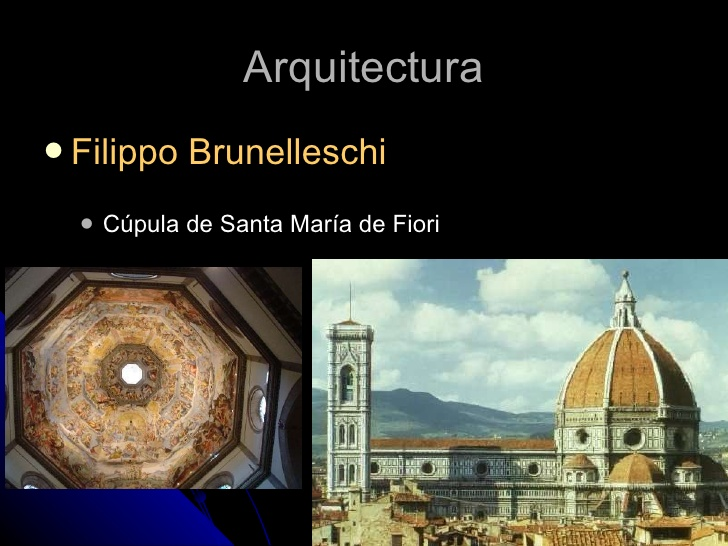 Arquitectura
Filippo Brunelleschi
Cúpula de Santa María de Fiori